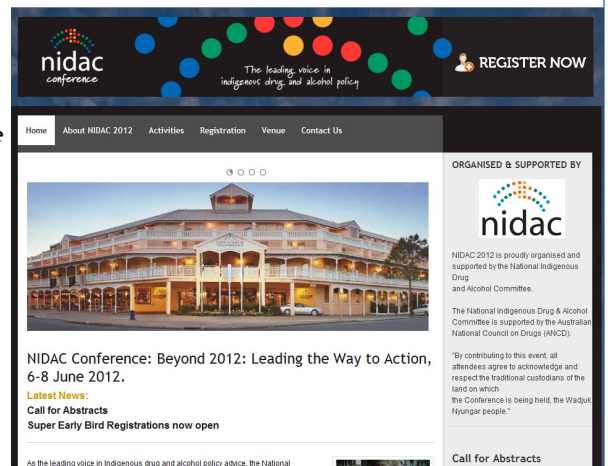 nidac
conference
The leading voice in
indigenous drug and alcohol policy
REGISTER NOW
e
Home About NIDAC 2012 Activities Registration Venue Contact Us
NIDAC Conference: Beyond 2012: Leading the Way to Action,
6-8 June 2012.
Latest News:
Call for Abstracts
Super Early Bird Registrations now open
As the leading voice in Indigenous drug and alcohol policy advice, the National
ORGANISED & SUPPORTED BY
nidac
NIDAC 2012 is proudly organised and
supported by the National Indigenous
Drug
and Alcohol Committee.
The National Indigenous Drug & Alcohol
Committee is supported by the Australian
National Council on Drugs (ANCD).
"By contributing to this event, all
attendees agree to acknowledge and
respect the traditional custodians of the
land on which
the Conference is being held, the Wadjuk
Nyungar people."
Call for Abstracts